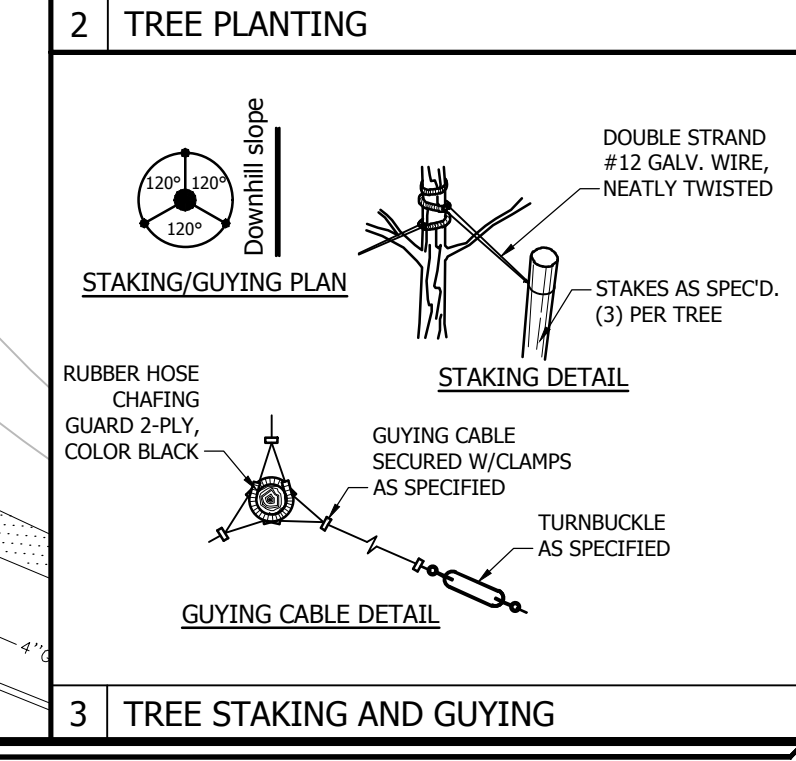 2 TREE PLANTING
Downhill slope
120° 120°
120°
STAKING/GUYING PLAN
DOUBLE STRAND
#12 GALV. WIRE,
NEATLY TWISTED
STAKES AS SPEC'D.
(3) PER TREE
STAKING DETAIL
RUBBER HOSE
CHAFING
GUARD 2-PLY,
COLOR BLACK
GUYING CABLE
SECURED W/CLAMPS
AS SPECIFIED
TURNBUCKLE
AS SPECIFIED
GUYING CABLE DETAIL
4"
3 TREE STAKING AND GUYING